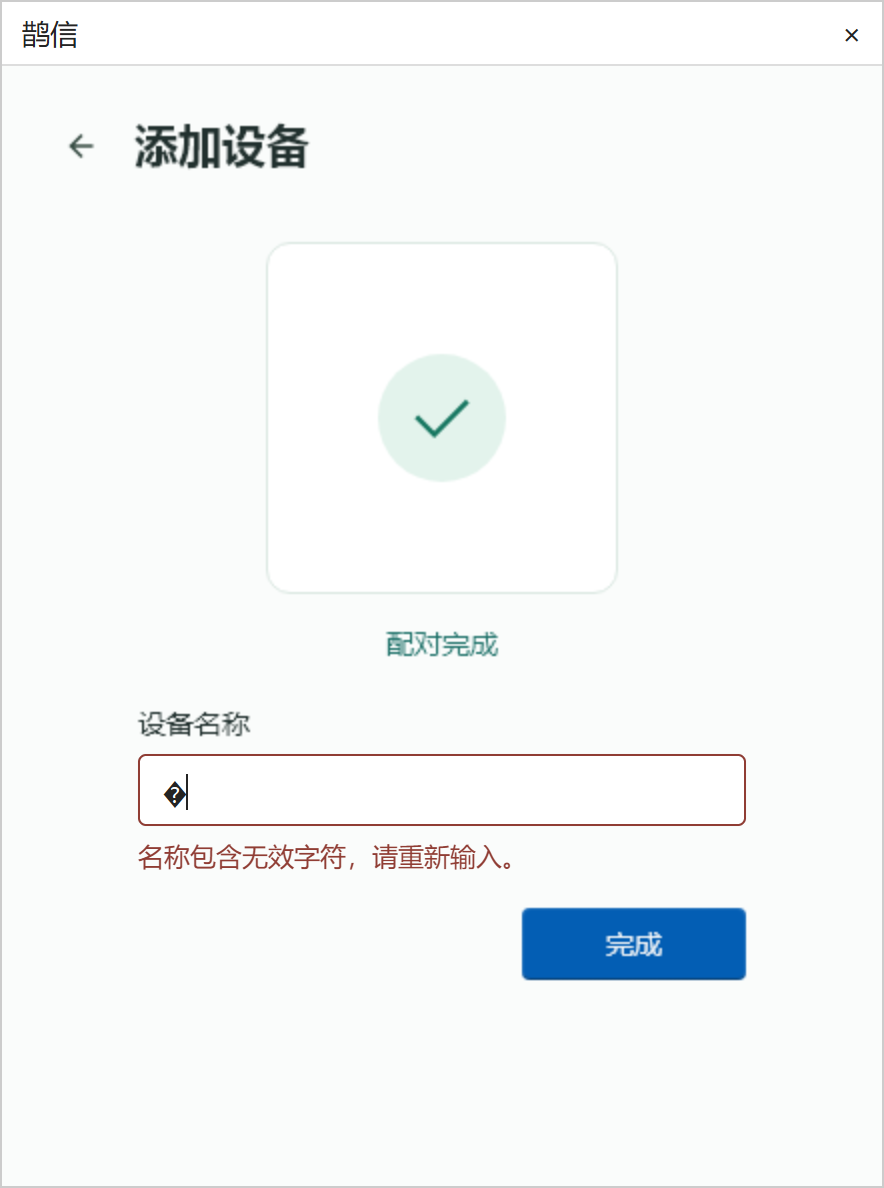 鹊信
添加设备
配对完成
设备名称
�
名称包含无效字符，请重新输入。
完成